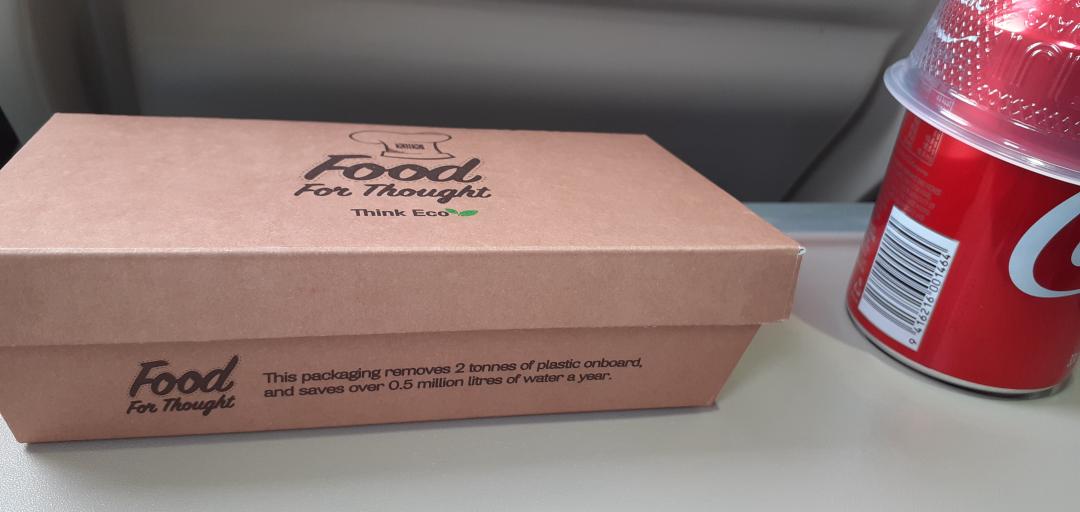 Food
For Thought
Think Eco
Food
For Thought
This packaging removes 2 tonnes of plastic onboard,
and saves over 0.5 million litres of water a year.
9 416216 001464